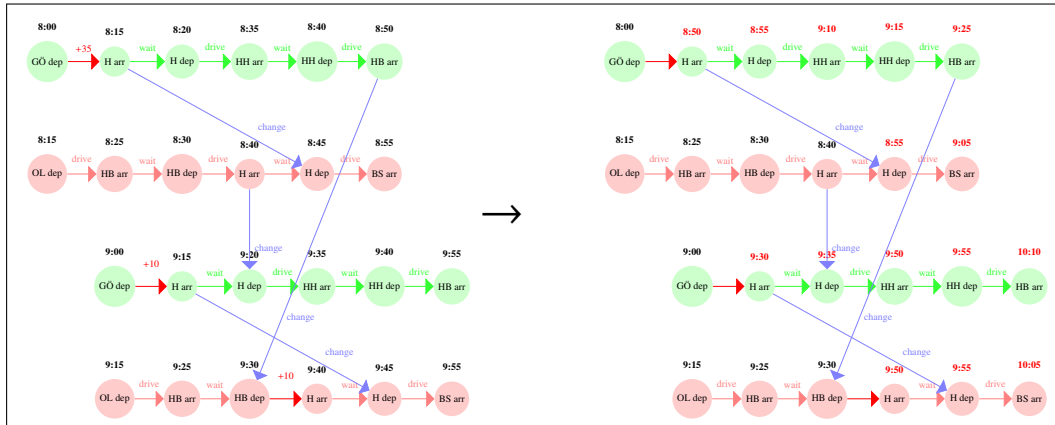 8:00 8:15 8:20 8:35 8:40 8:50
+35 wait drive wait drive
GÖ dep H arr H dep HH arr HH dep HB arr
change
8:15 8:25 8:30 8:40 8:45 8:55
drive wait drive wait drive
OL dep HB arr HB dep H arr H dep BS arr
change
9:00 9:15 9:20 9:35 9:40 9:55
+10 wait drive wait drive
GÖ dep H arr H dep HH arr HH dep HB arr
change
change
9:15 9:25 9:30 9:40 9:45 9:55
drive wait +10 wait drive
OL dep HB arr HB dep H arr H dep BS arr
→
8:00 8:50 8:55 9:10 9:15 9:25
wait drive wait drive
GÖ dep H arr H dep HH arr HH dep HB arr
change
8:15 8:25 8:30 8:40 8:55 9:05
drive wait drive wait drive
OL dep HB arr HB dep H arr H dep BS arr
change
9:00 9:30 9:35 9:50 9:55 10:10
wait drive wait drive
GÖ dep H arr H dep HH arr HH dep HB arr
change
change
9:15 9:25 9:30 9:50 9:55 10:05
drive wait wait drive
OL dep HB arr HB dep H arr H dep BS arr